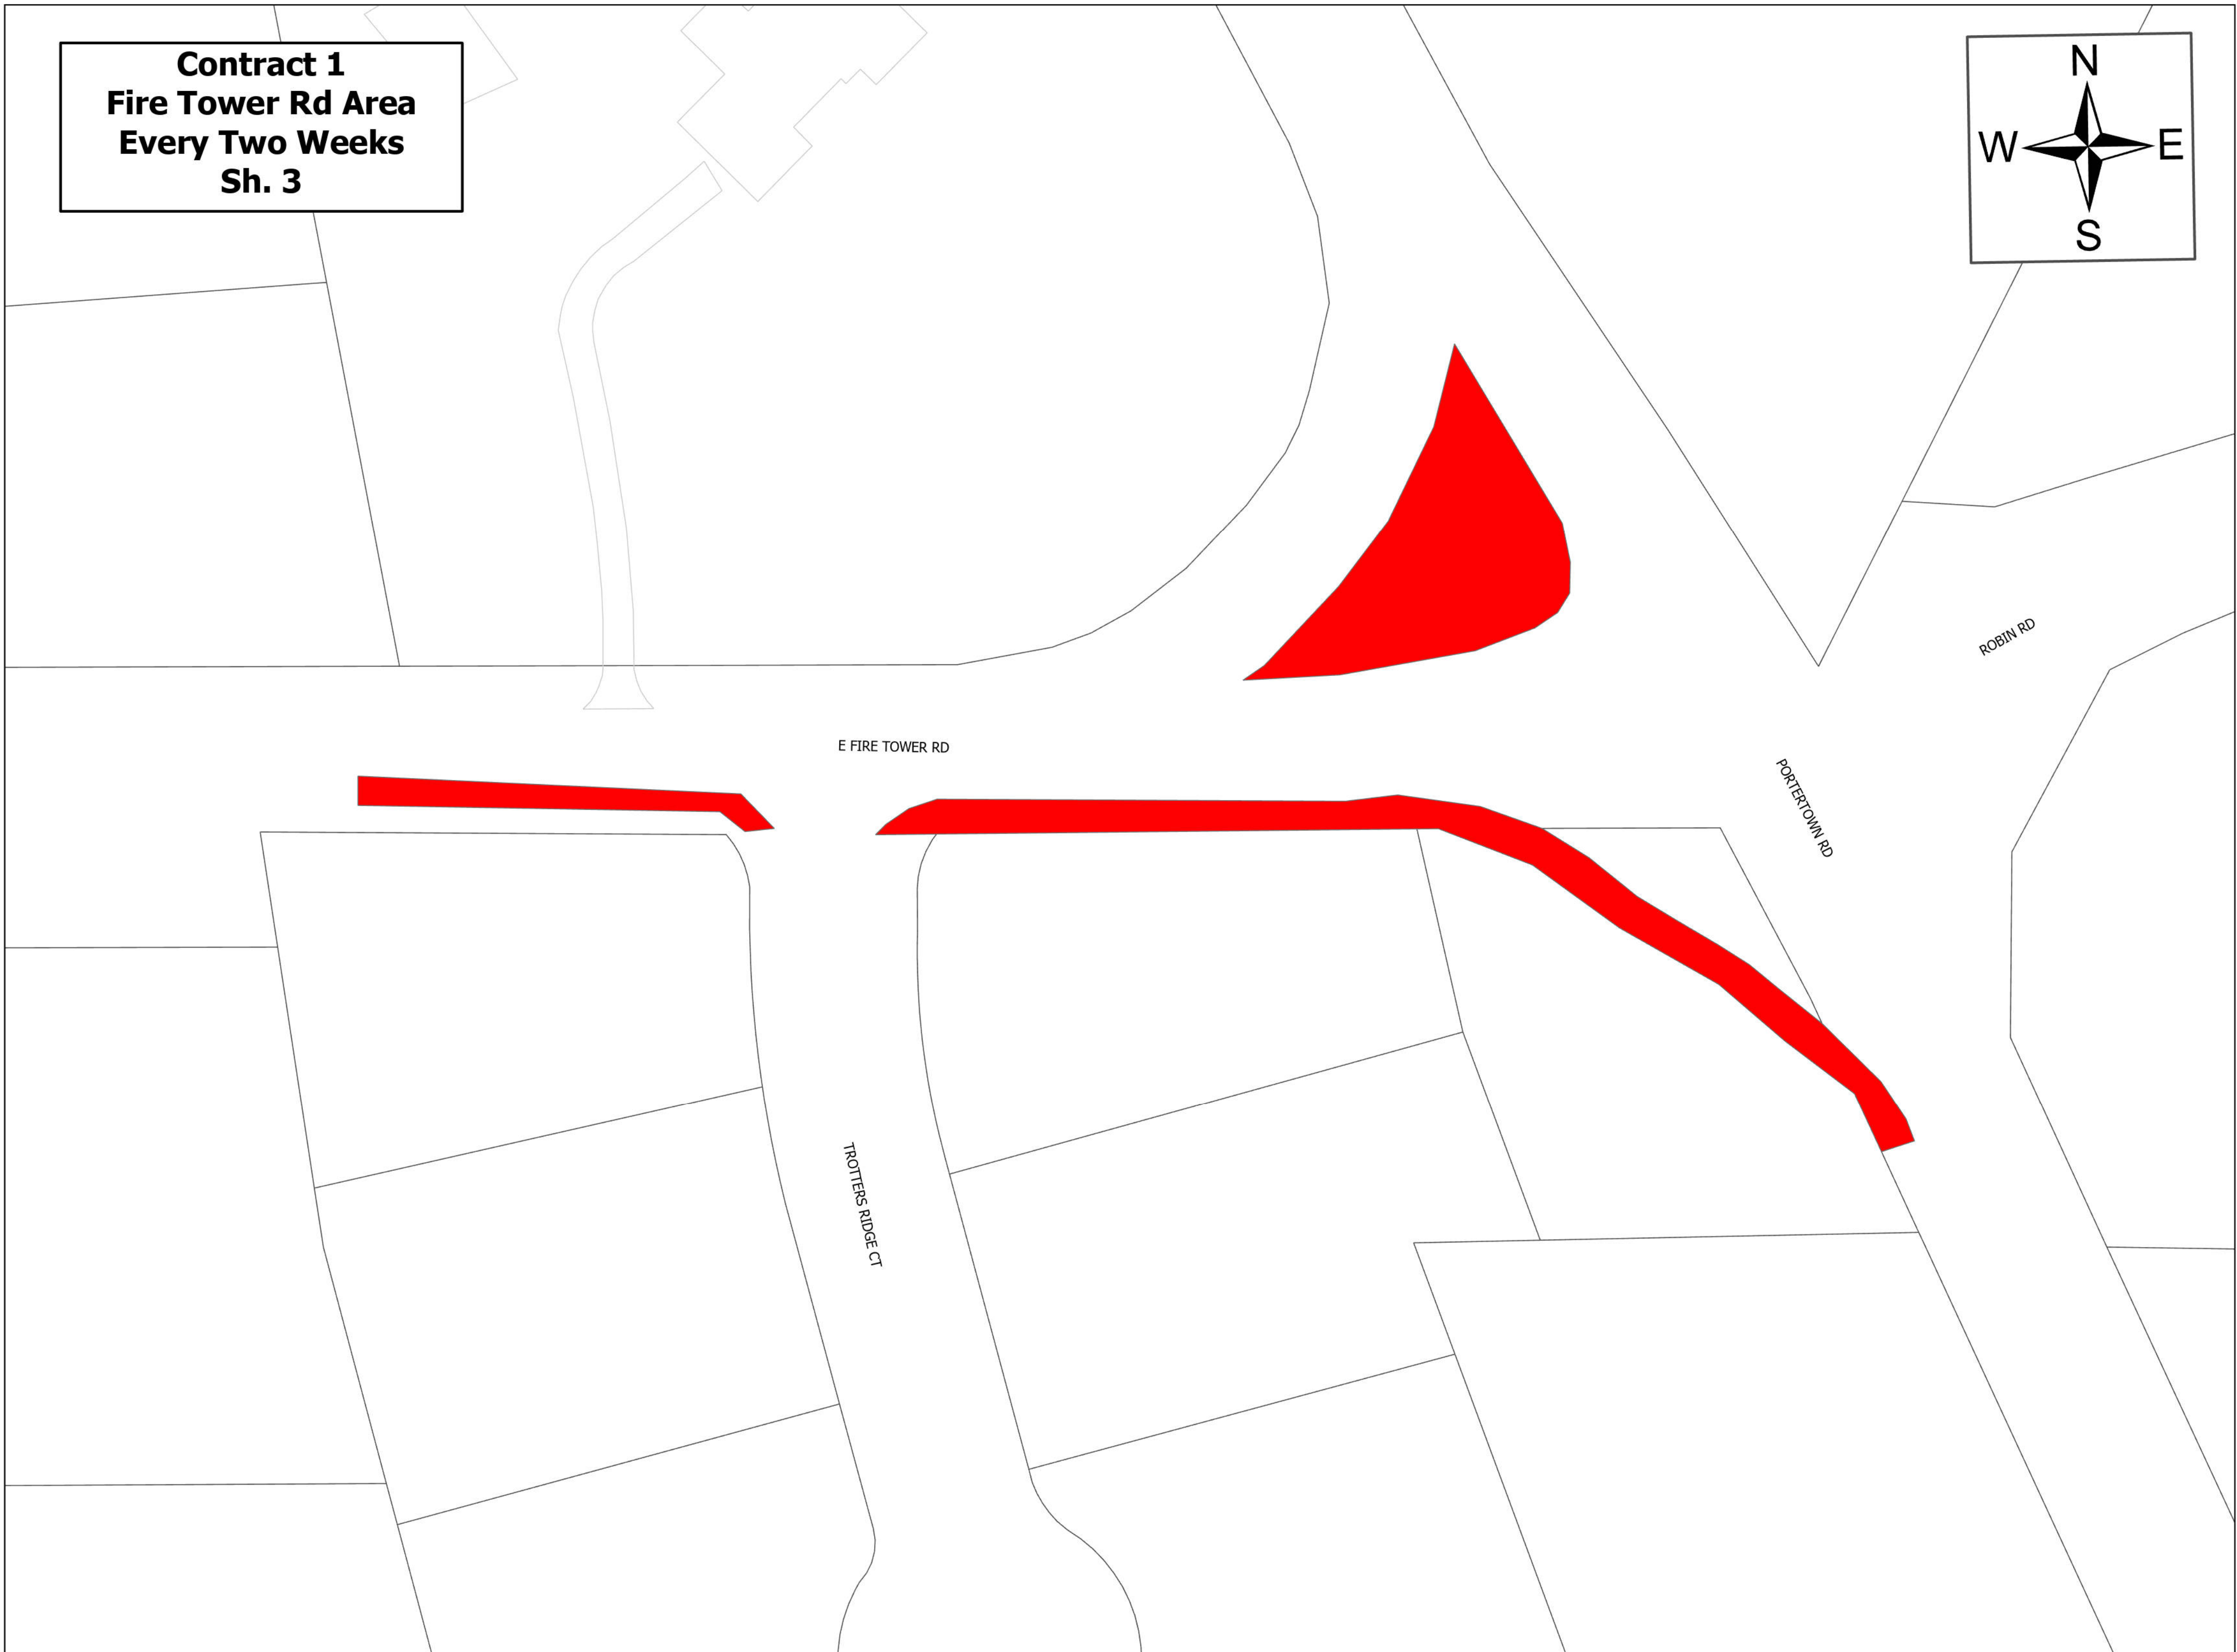 Contract 1
Fire Tower Rd Area
Every Two Weeks
Sh. 3
N
W
E
S
ROBIN RD
E FIRE TOWER RD
PORTERTOWN RD
TROTTERS RIDGE CT